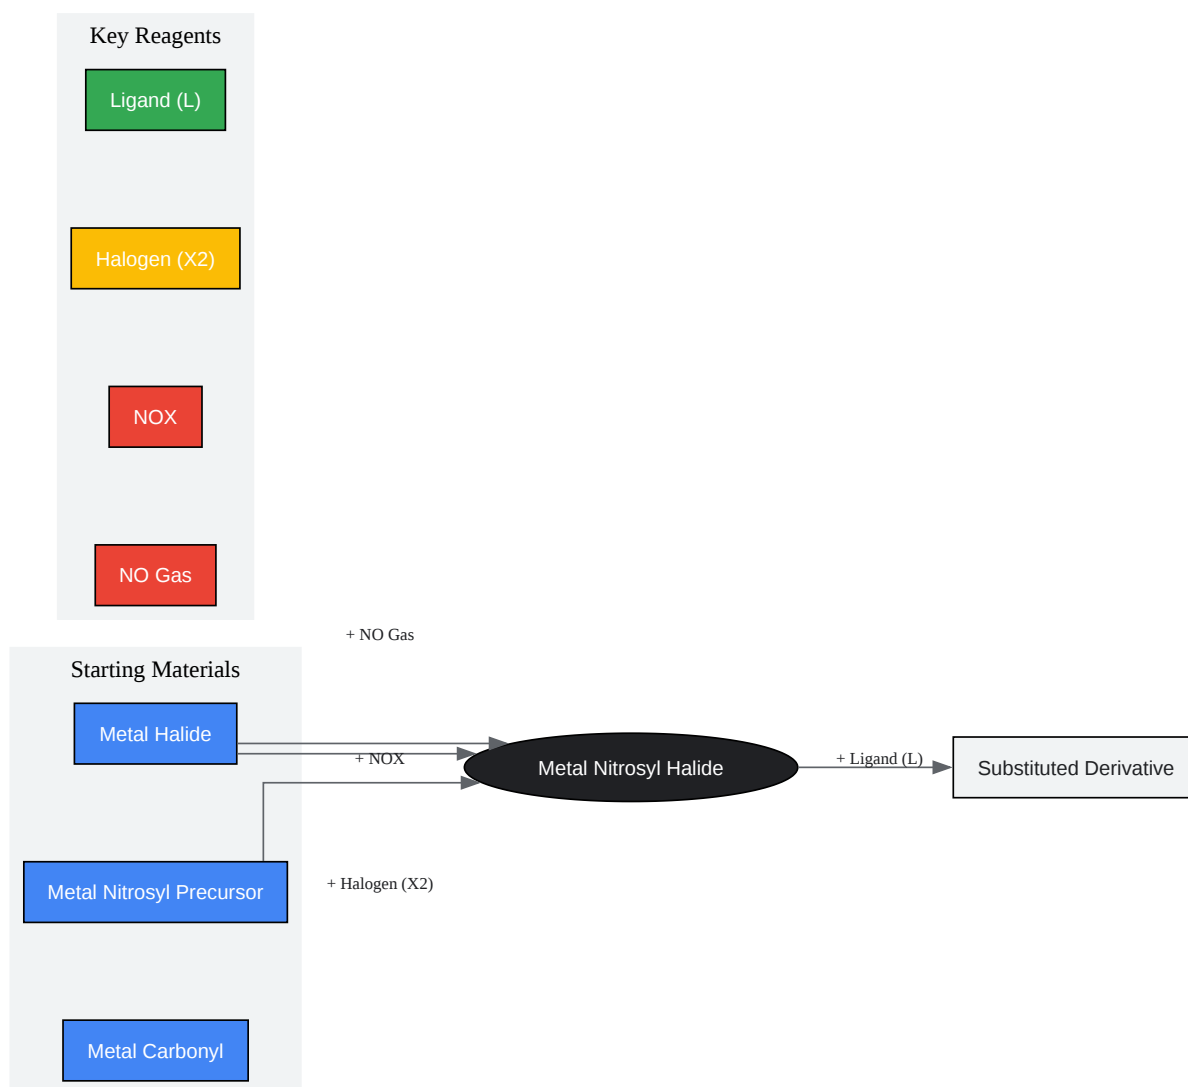 Key Reagents
Ligand (L)
Halogen (X2)
NOX
NO Gas
+ NO Gas
Starting Materials
Metal Halide
+ NOX
Metal Nitrosyl Halide
+ Ligand (L)
Substituted Derivative
Metal Nitrosyl Precursor
+ Halogen (X2)
Metal Carbonyl